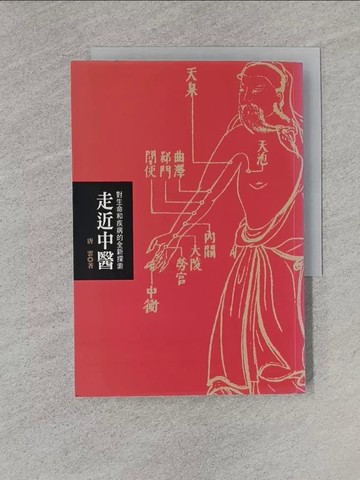 對生命和疾病的全新探索
走近中醫
唐雲●著
天泉
天池
曲澤
郄門
間使
內關
大陵
勞宮
中衝